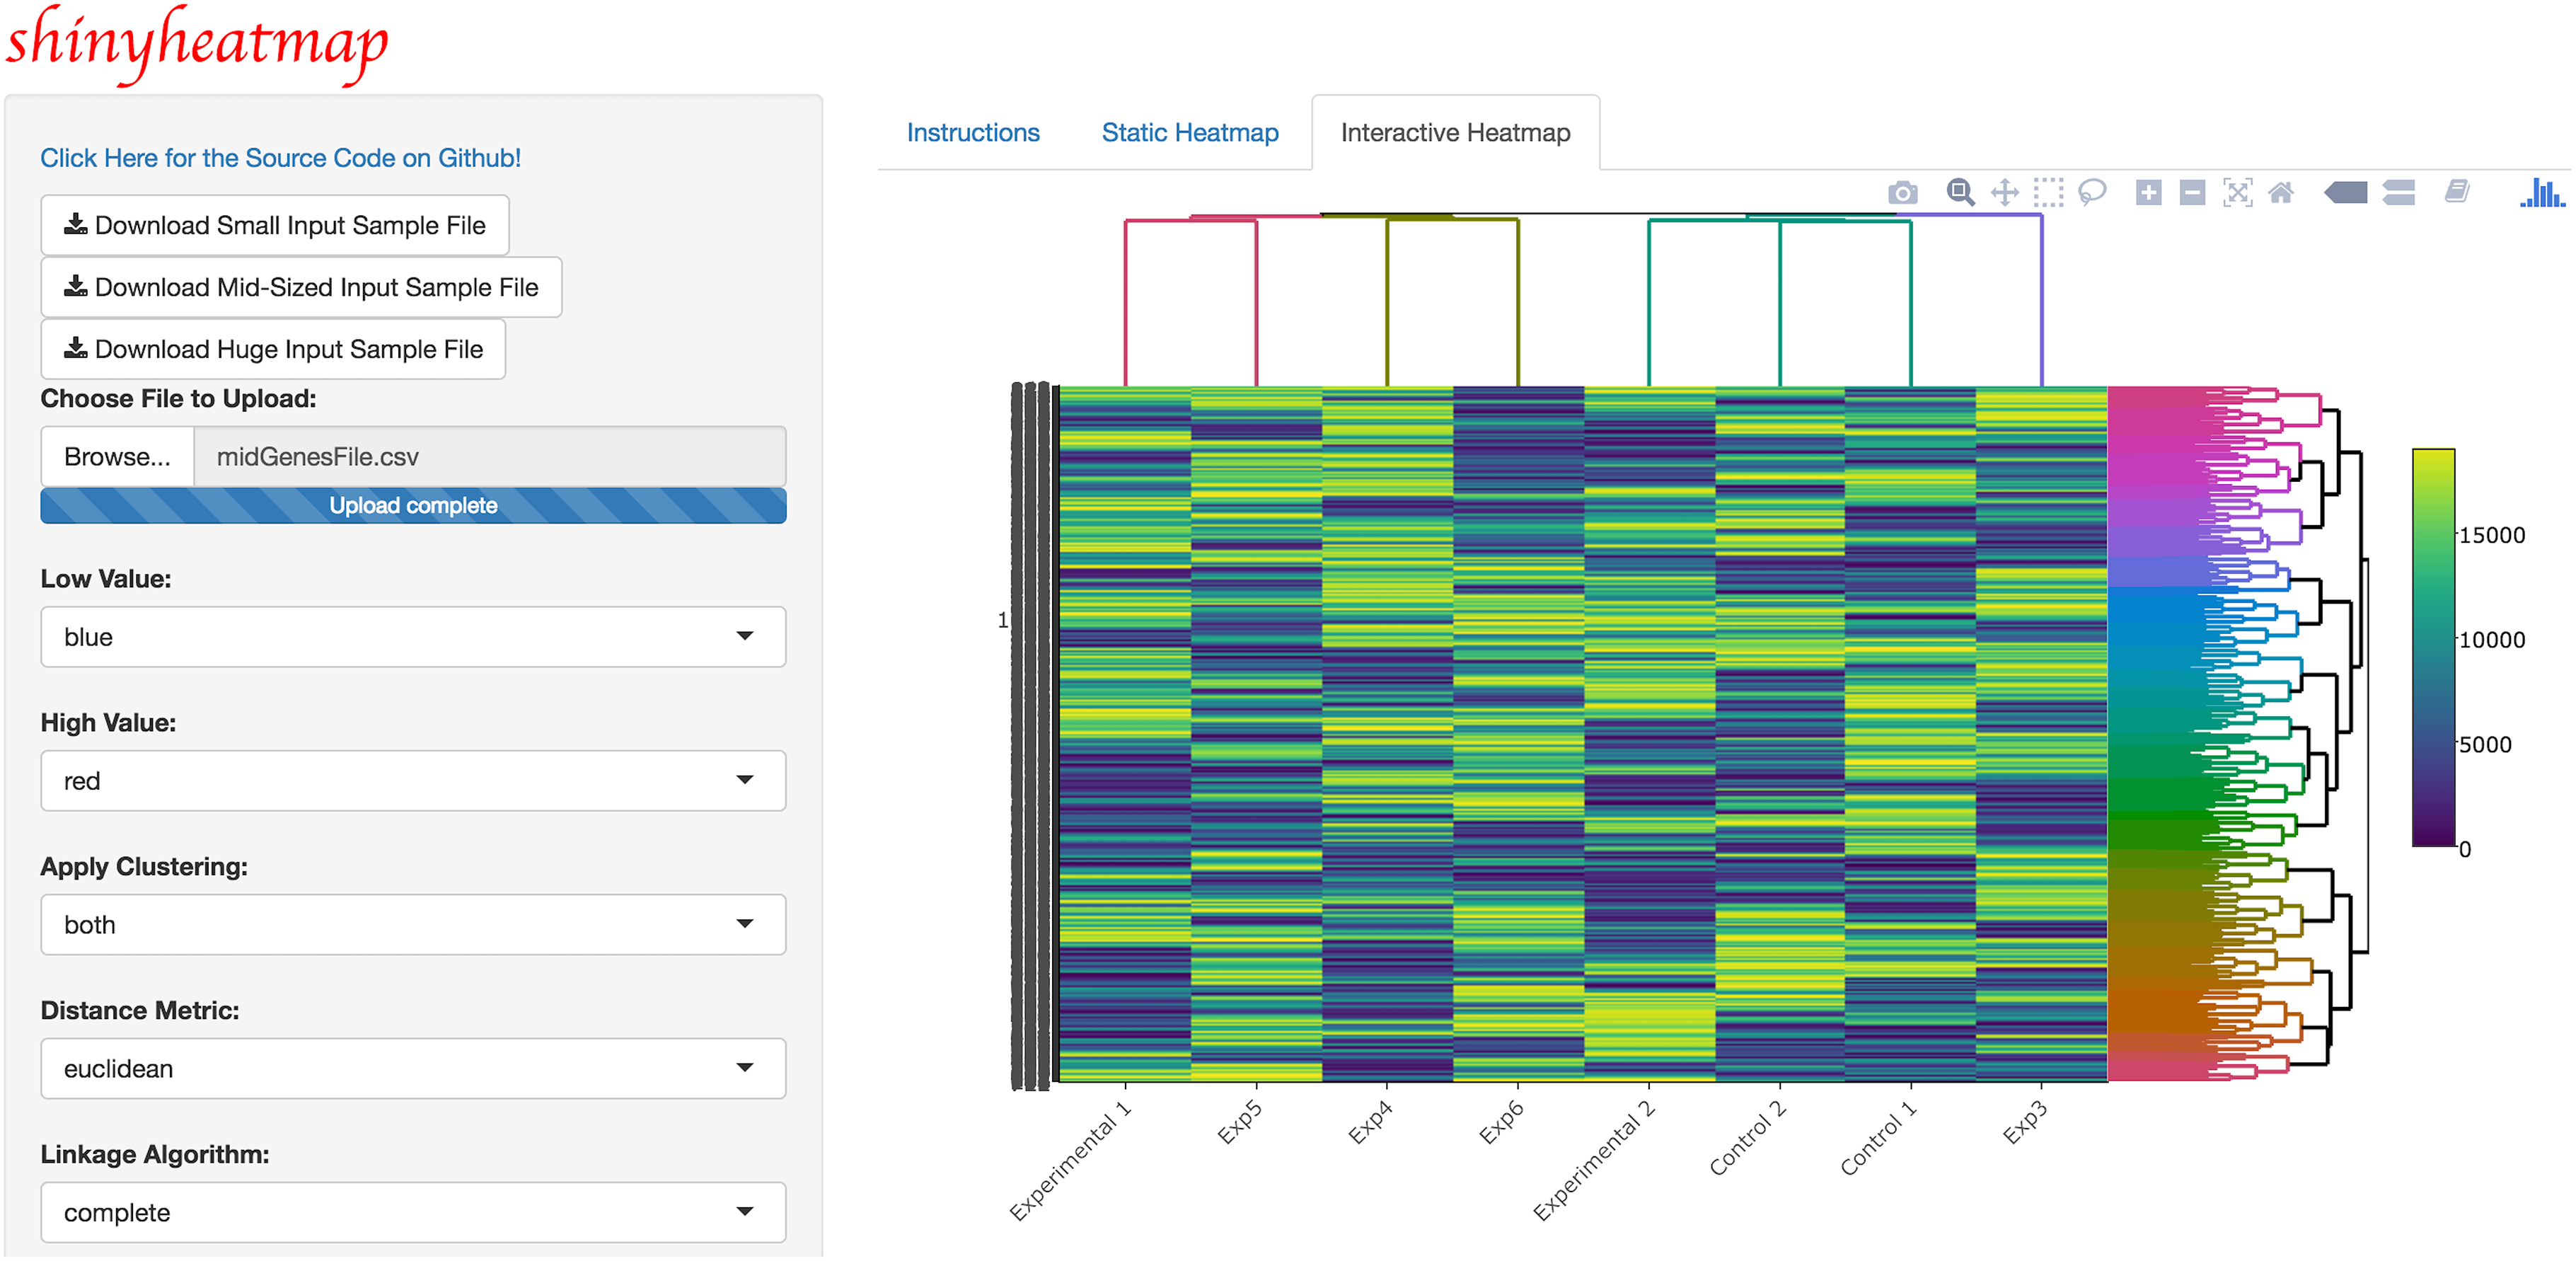 shinyheatmap
Click Here for the Source Code on Github!
Download Small Input Sample File
Download Mid-Sized Input Sample File
Download Huge Input Sample File
Choose File to Upload:
Browse... midGenesFile.csv
Upload complete
Low Value:
blue
High Value:
red
Apply Clustering:
both
Distance Metric:
euclidean
Linkage Algorithm:
complete
Instructions Static Heatmap Interactive Heatmap
1
15000
10000
5000
0
Experimental 1 Exp5 Exp4 Exp6 Experimental 2 Control 2 Control 1 Exp3